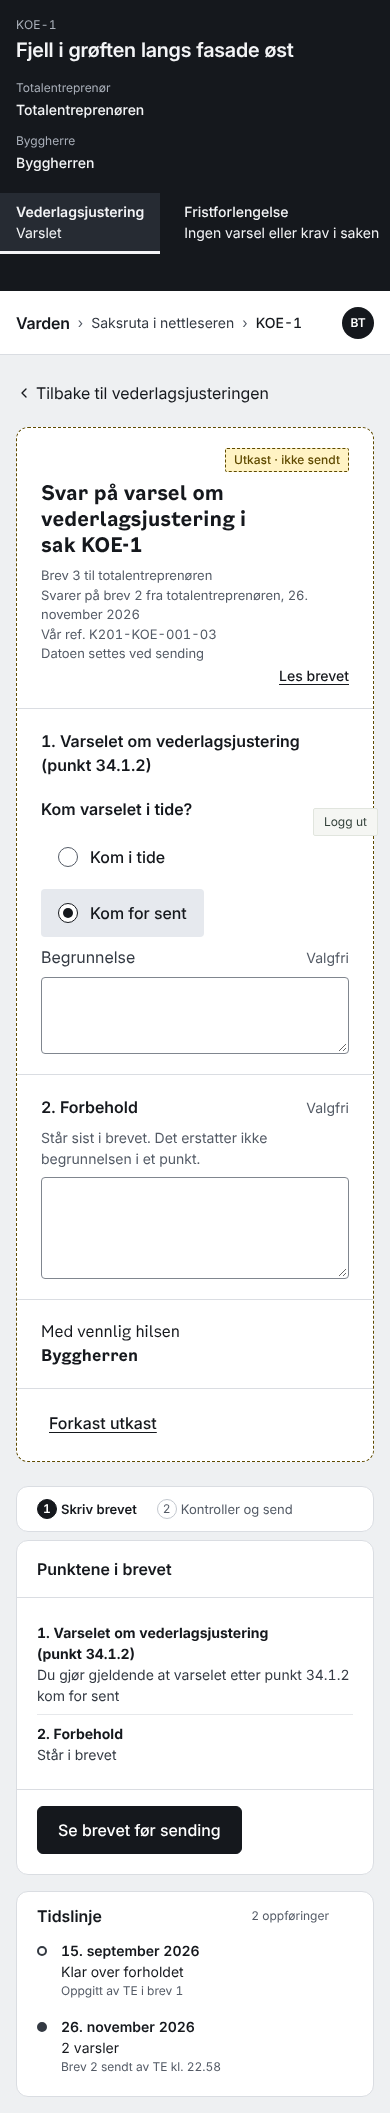 KOE-1
Fjell i grøften langs fasade øst
Totalentreprenør
Totalentreprenøren
Byggherre
Byggherren
Vederlagsjustering
Varslet
Fristforlengelse
Ingen varsel eller krav i saken
Varden › Saksruta i nettleseren › KOE-1
BT
Tilbake til vederlagsjusteringen
Utkast · ikke sendt
Svar på varsel om
vederlagsjustering i
sak KOE-1
Brev 3 til totalentreprenøren
Svarer på brev 2 fra totalentreprenøren, 26.
november 2026
Vår ref. K201-KOE-001-03
Datoen settes ved sending
Les brevet
1. Varselet om vederlagsjustering
(punkt 34.1.2)
Kom varselet i tide?
Logg ut
Kom i tide
Kom for sent
Begrunnelse
Valgfri
2. Forbehold
Valgfri
Står sist i brevet. Det erstatter ikke
begrunnelsen i et punkt.
Med vennlig hilsen
Byggherren
Forkast utkast
1 Skriv brevet
2 Kontroller og send
Punktene i brevet
1. Varselet om vederlagsjustering
(punkt 34.1.2)
Du gjør gjeldende at varselet etter punkt 34.1.2
kom for sent
2. Forbehold
Står i brevet
Se brevet før sending
Tidslinje
2 oppføringer
15. september 2026
Klar over forholdet
Oppgitt av TE i brev 1
26. november 2026
2 varsler
Brev 2 sendt av TE kl. 22.58